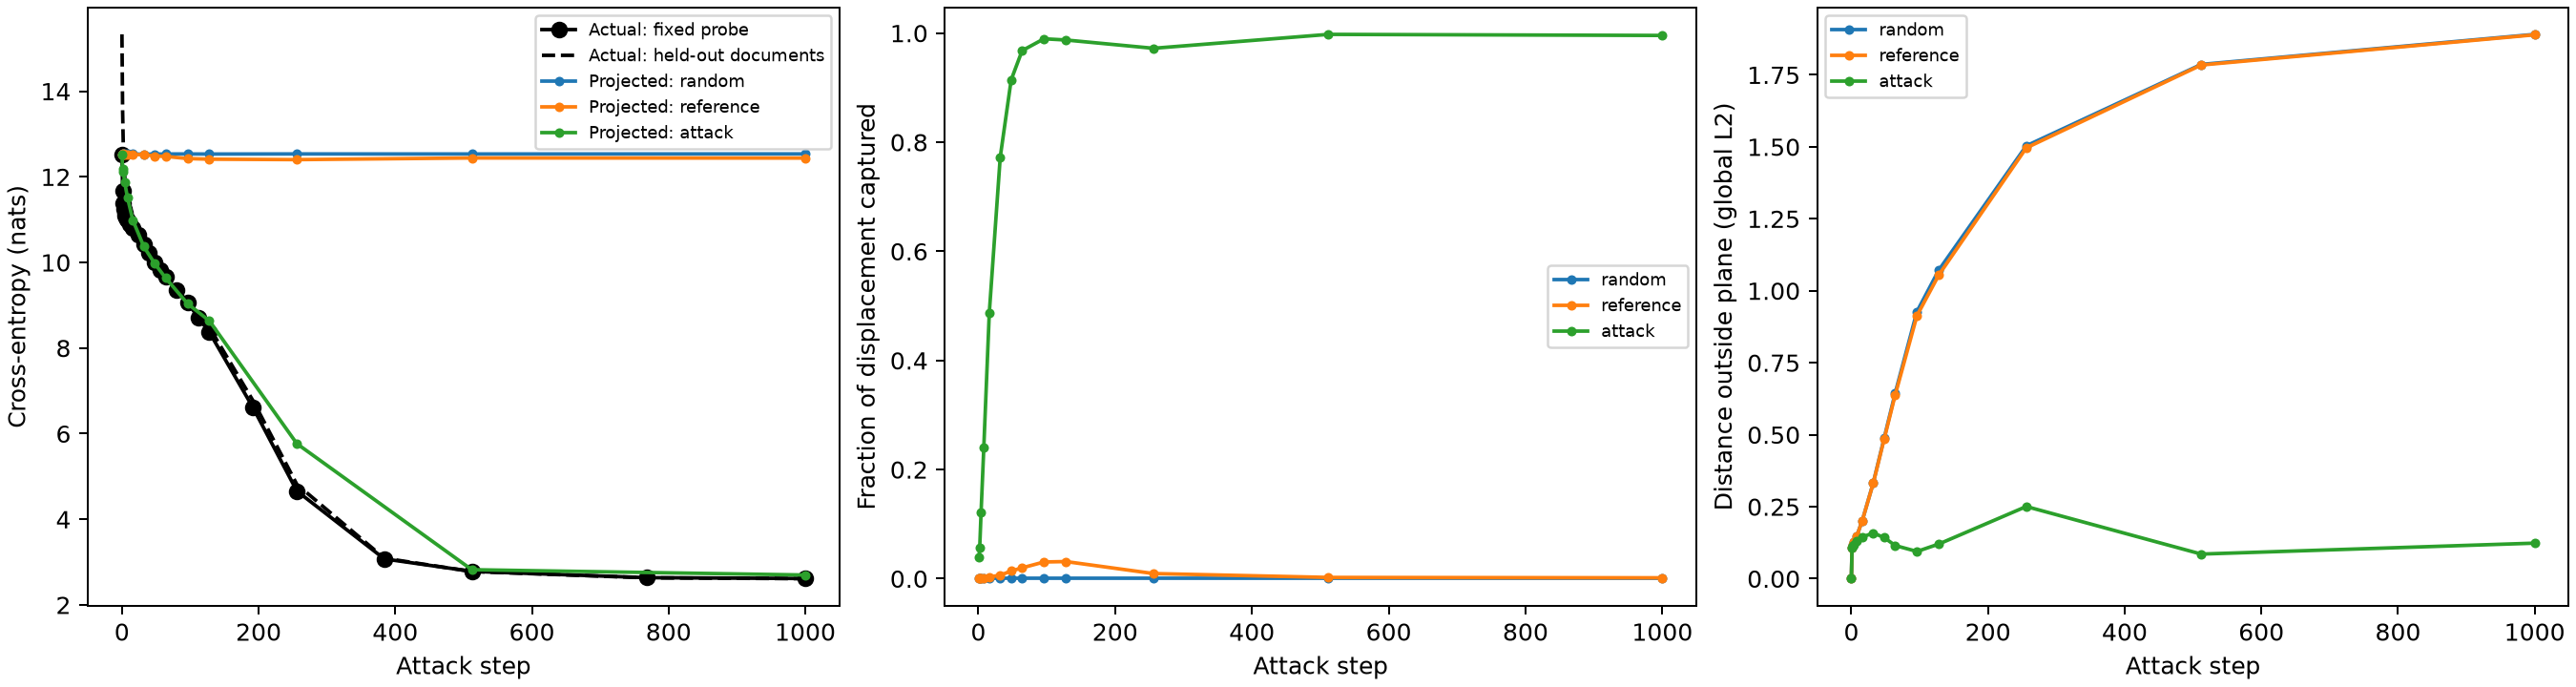 Cross-entropy (nats)
14
12
10
8
6
4
2
0
200
400
600
800
1000
Attack step
Actual: fixed probe
Actual: held-out documents
Projected: random
Projected: reference
Projected: attack
Fraction of displacement captured
1.0
0.8
0.6
0.4
0.2
0.0
0
200
400
600
800
1000
Attack step
random
reference
attack
Distance outside plane (global L2)
1.75
1.50
1.25
1.00
0.75
0.50
0.25
0.00
0
200
400
600
800
1000
Attack step
random
reference
attack